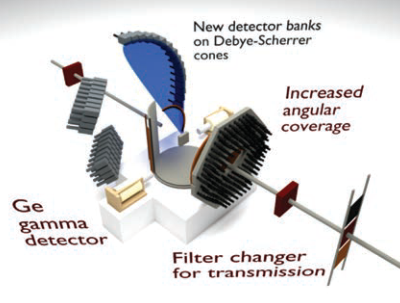 New detector banks
on Debye-Scherrer
cones
Increased
angular
coverage
Ge
gamma
detector
Filter changer
for transmission